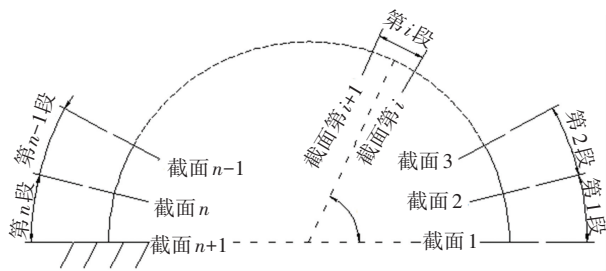 第i段
截面第i+1
截面第i
第n-1段
第n段
截面n-1
截面n
截面n+1
截面3
截面2
截面1
第2段
第1段